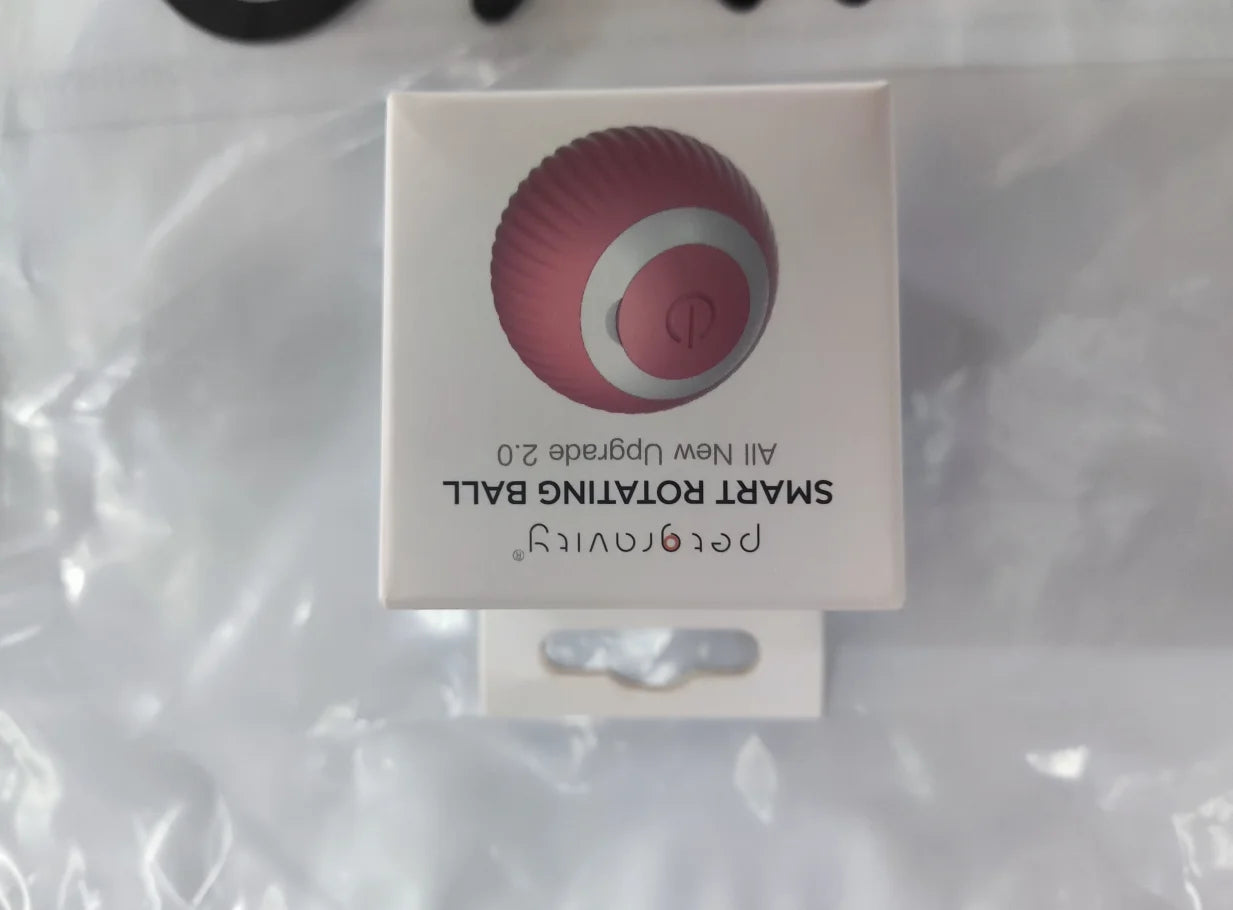 petgravity®
SMART ROTATING BALL
All New Upgrade 2.0